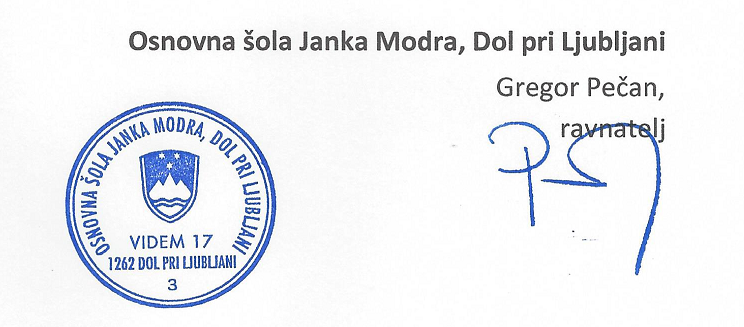 Osnovna šola Janka Modra, Dol pri Ljubljani
Gregor Pečan,
ravnatelj
OSNOVNA ŠOLA JANKA MODRA, DOL PRI LJUBLJANI
VIDEM 17
1262 DOL PRI LJUBLJANI
3